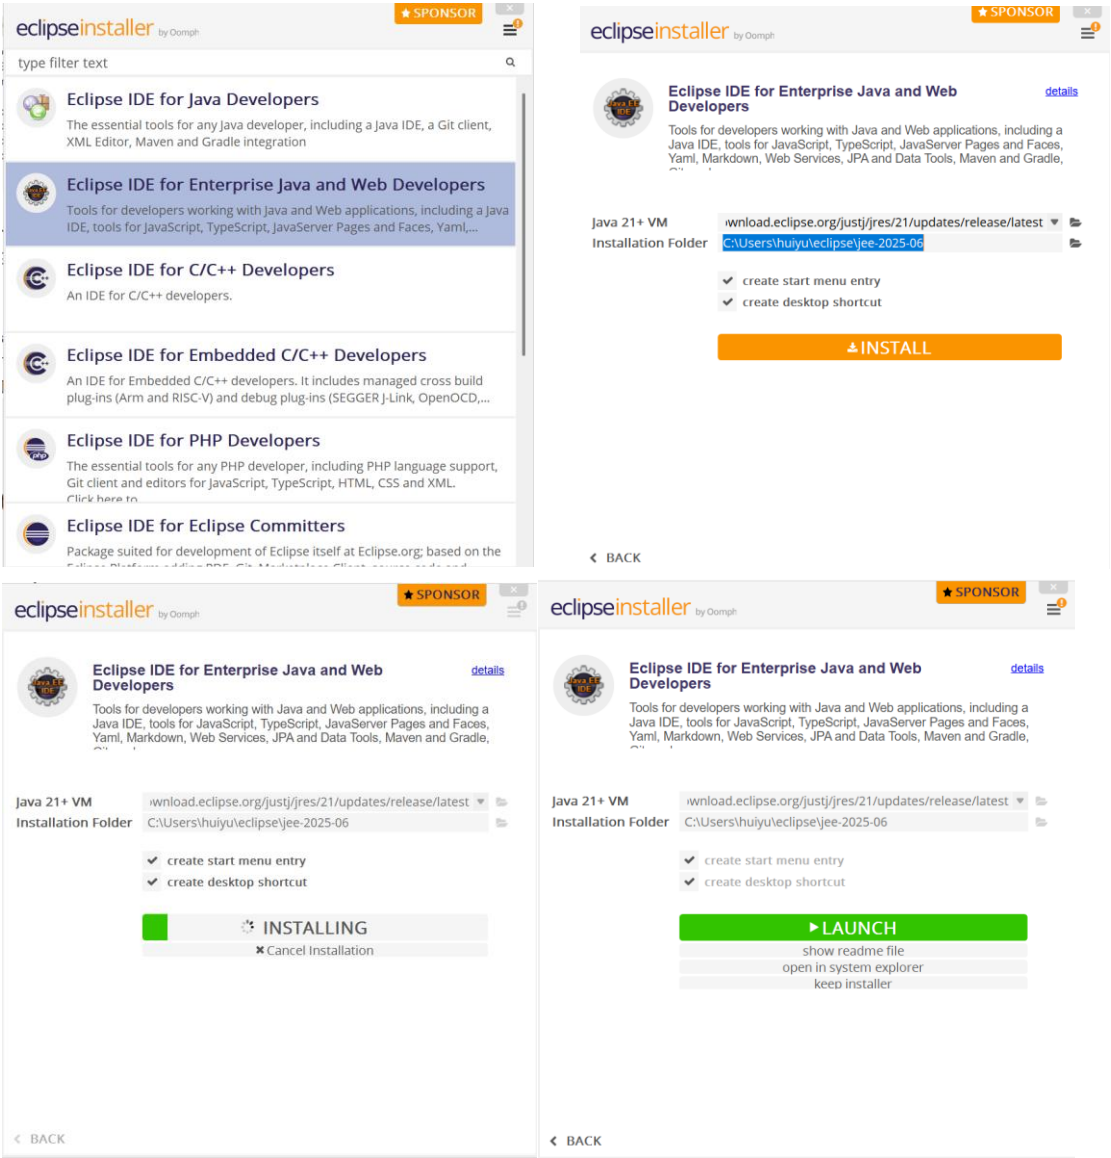 ★ SPONSOR
eclipseinstaller by Oomph
type filter text
Eclipse IDE for Java Developers
The essential tools for any Java developer, including a Java IDE, a Git client,
XML Editor, Maven and Gradle integration
Java EE
IDE
Eclipse IDE for Enterprise Java and Web Developers
Tools for developers working with Java and Web applications, including a Java
IDE, tools for JavaScript, TypeScript, JavaServer Pages and Faces, Yaml,...
Eclipse IDE for C/C++ Developers
An IDE for C/C++ developers.
Eclipse IDE for Embedded C/C++ Developers
An IDE for Embedded C/C++ developers. It includes managed cross build
plug-ins (Arm and RISC-V) and debug plug-ins (SEGGER J-Link, OpenOCD,...
php
Eclipse IDE for PHP Developers
The essential tools for any PHP developer, including PHP language support,
Git client and editors for JavaScript, TypeScript, HTML, CSS and XML.
Click here to
Eclipse IDE for Eclipse Committers
Package suited for development of Eclipse itself at Eclipse.org; based on the
★ SPONSOR
eclipseinstaller by Oomph
Java EE
IDE
Eclipse IDE for Enterprise Java and Web
Developers
details
Tools for developers working with Java and Web applications, including a
Java IDE, tools for JavaScript, TypeScript, JavaServer Pages and Faces,
Yaml, Markdown, Web Services, JPA and Data Tools, Maven and Gradle,
Java 21+ VM wnload.eclipse.org/justj/jres/21/updates/release/latest
Installation Folder C:\Users\huiyu\eclipse\jee-2025-06
create start menu entry
create desktop shortcut
INSTALL
BACK
★ SPONSOR
eclipseinstaller by Oomph
Java EE
IDE
Eclipse IDE for Enterprise Java and Web
Developers
details
Tools for developers working with Java and Web applications, including a
Java IDE, tools for JavaScript, TypeScript, JavaServer Pages and Faces,
Yaml, Markdown, Web Services, JPA and Data Tools, Maven and Gradle,
Java 21+ VM wnload.eclipse.org/justj/jres/21/updates/release/latest
Installation Folder C:\Users\huiyu\eclipse\jee-2025-06
create start menu entry
create desktop shortcut
INSTALLING
Cancel Installation
BACK
★ SPONSOR
eclipseinstaller by Oomph
Java EE
IDE
Eclipse IDE for Enterprise Java and Web
Developers
details
Tools for developers working with Java and Web applications, including a
Java IDE, tools for JavaScript, TypeScript, JavaServer Pages and Faces,
Yaml, Markdown, Web Services, JPA and Data Tools, Maven and Gradle,
Java 21+ VM wnload.eclipse.org/justj/jres/21/updates/release/latest
Installation Folder C:\Users\huiyu\eclipse\jee-2025-06
create start menu entry
create desktop shortcut
LAUNCH
show readme file
open in system explorer
keep installer
BACK